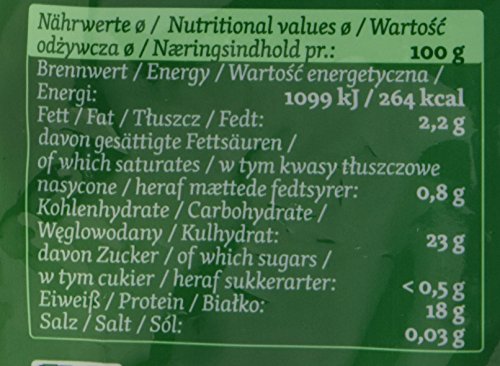 Nährwerte ø / Nutritional values ø / Wartość
odżywcza ø / Næringsindhold pr.: 100 g
Brennwert / Energy / Wartość energetyczna /
Energi: 1099 kJ / 264 kcal
Fett / Fat / Tłuszcz / Fedt: 2,2 g
davon gesättigte Fettsäuren /
of which saturates / w tym kwasy tłuszczowe
nasycone / heraf mættede fedtsyrer: 0,8 g
Kohlenhydrate / Carbohydrate /
Węglowodany / Kulhydrat: 23 g
davon Zucker / of which sugars /
w tym cukier / heraf sukkerarter: < 0,5 g
Eiweiß / Protein / Białko: 18 g
Salz / Salt / Sól: 0,03 g